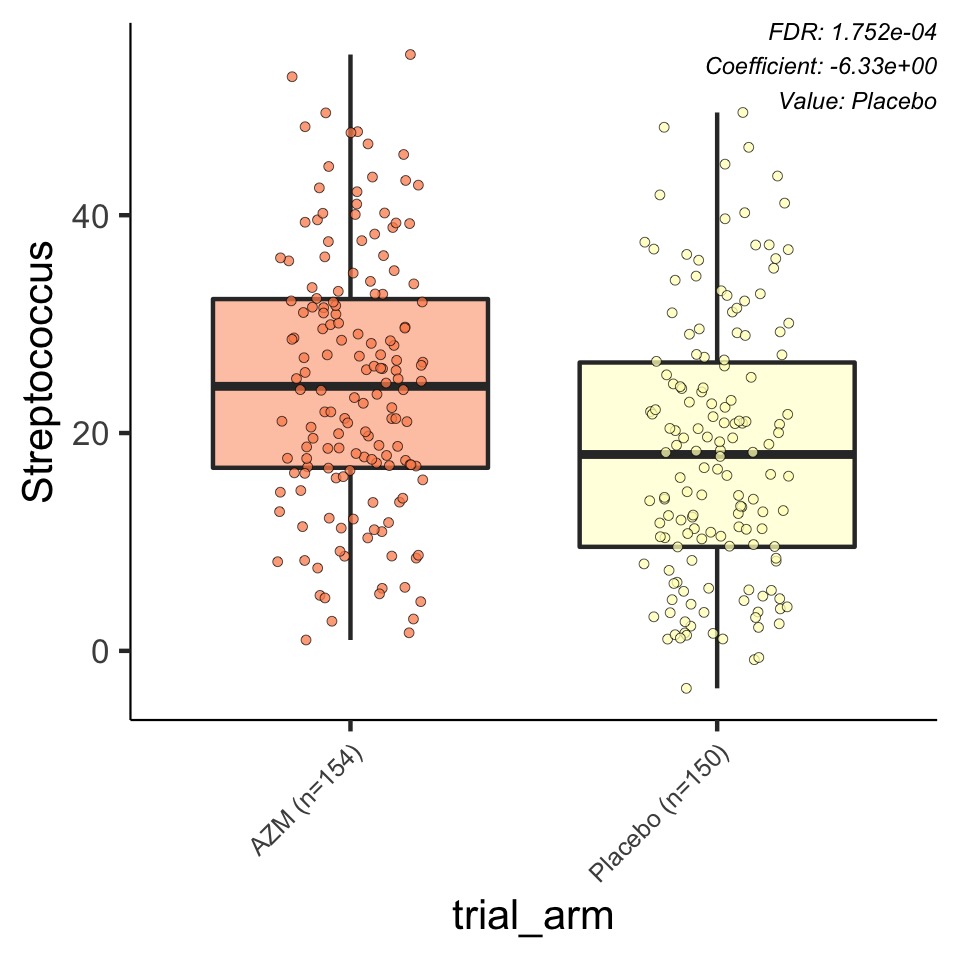 FDR: 1.752e-04
Coefficient: -6.33e+00
Value: Placebo
Streptococcus
40
20
0
AZM (n=154)
Placebo (n=150)
trial_arm